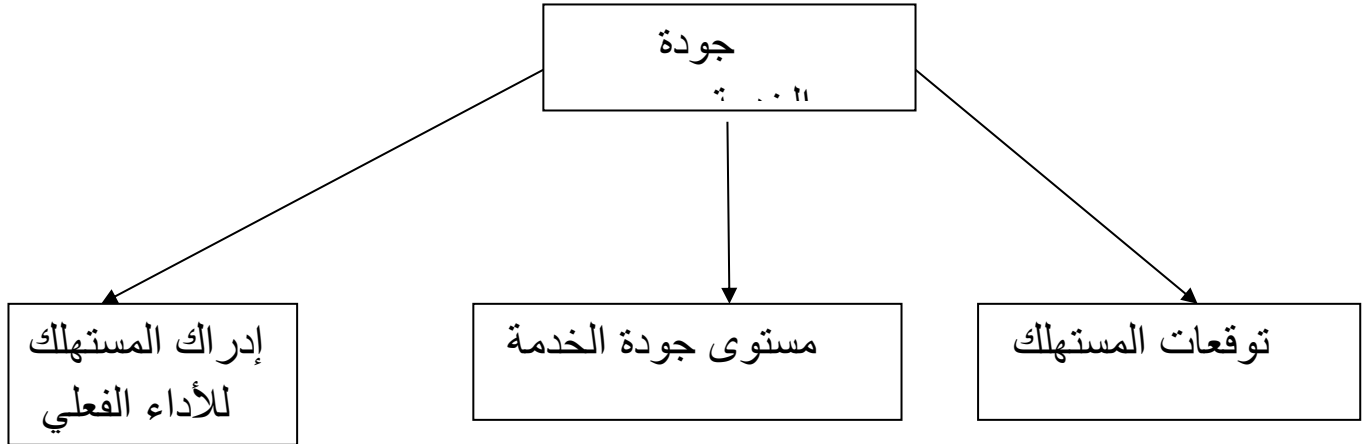 جودة
توقعات المستهلك
مستوى جودة الخدمة
إدراك المستهلك
للأداء الفعلي